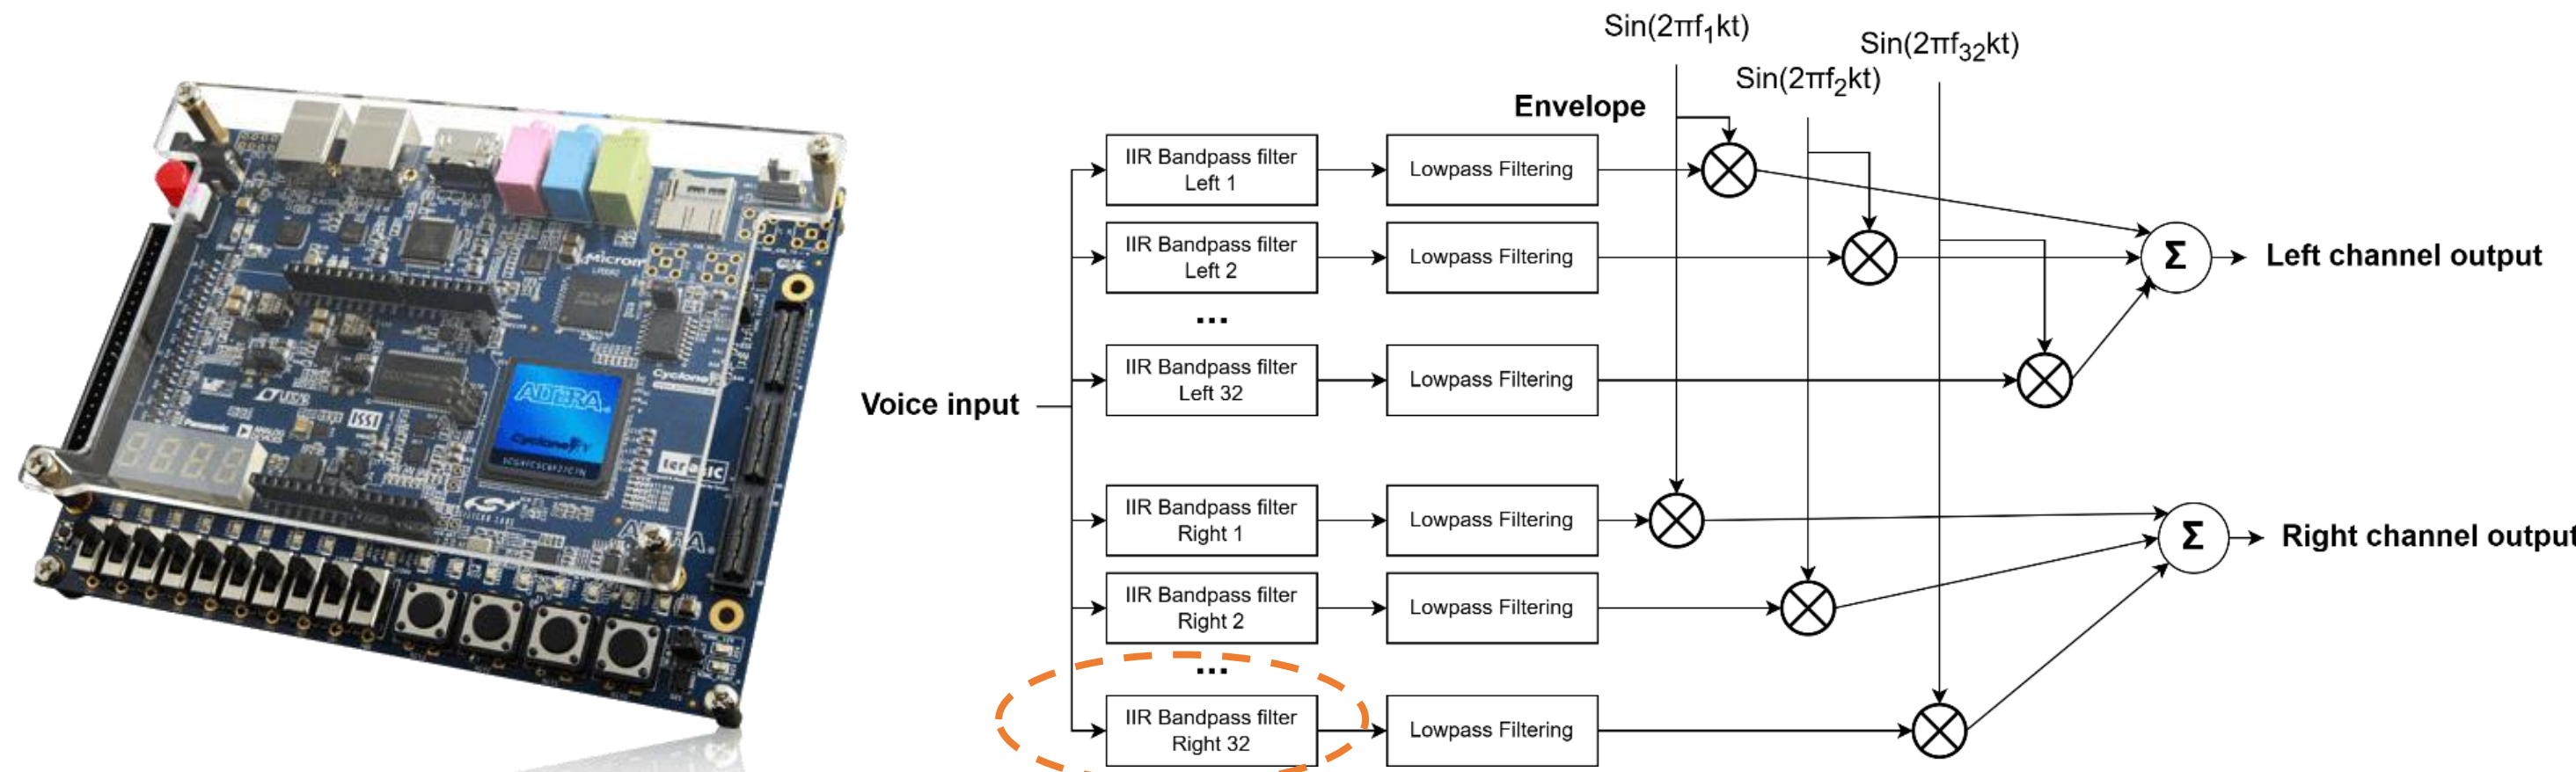 Micron
ALTERA
Cyclone V
ISSI
Panasonic
ANALOG DEVICES
terasIC
Sin(2πf₁kt)
Sin(2πf₂kt)
Sin(2πf₃₂kt)
Envelope
IIR Bandpass filter
Left 1
Lowpass Filtering
IIR Bandpass filter
Left 2
Lowpass Filtering
...
IIR Bandpass filter
Left 32
Lowpass Filtering
Σ
Left channel output
Voice input
IIR Bandpass filter
Right 1
Lowpass Filtering
IIR Bandpass filter
Right 2
Lowpass Filtering
...
IIR Bandpass filter
Right 32
Lowpass Filtering
Σ
Right channel output